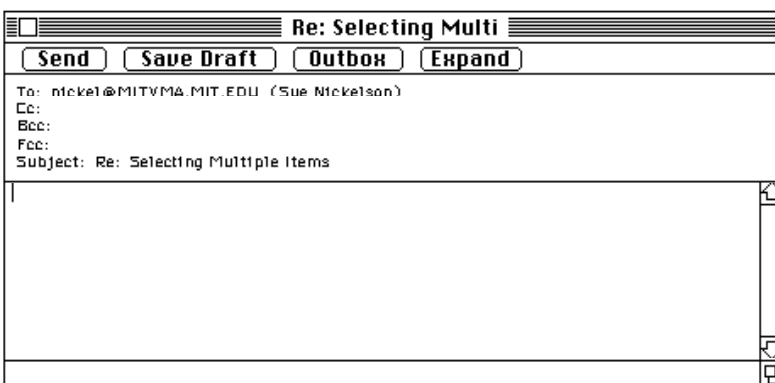 Re: Selecting Multi
Send Save Draft Outbox Expand
To: nickel@MITVMA.MIT.EDU (Sue Nickelson)
Cc:
Bcc:
Fcc:
Subject: Re: Selecting Multiple Items